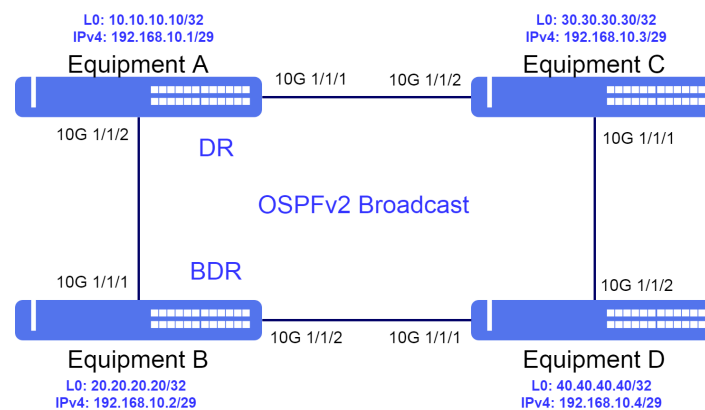 L0: 10.10.10.10/32
IPv4: 192.168.10.1/29
Equipment A
L0: 30.30.30.30/32
IPv4: 192.168.10.3/29
Equipment C
10G 1/1/1
10G 1/1/2
10G 1/1/2
DR
10G 1/1/1
OSPFv2 Broadcast
BDR
10G 1/1/1
10G 1/1/2
10G 1/1/2
10G 1/1/1
Equipment B
L0: 20.20.20.20/32
IPv4: 192.168.10.2/29
Equipment D
L0: 40.40.40.40/32
IPv4: 192.168.10.4/29